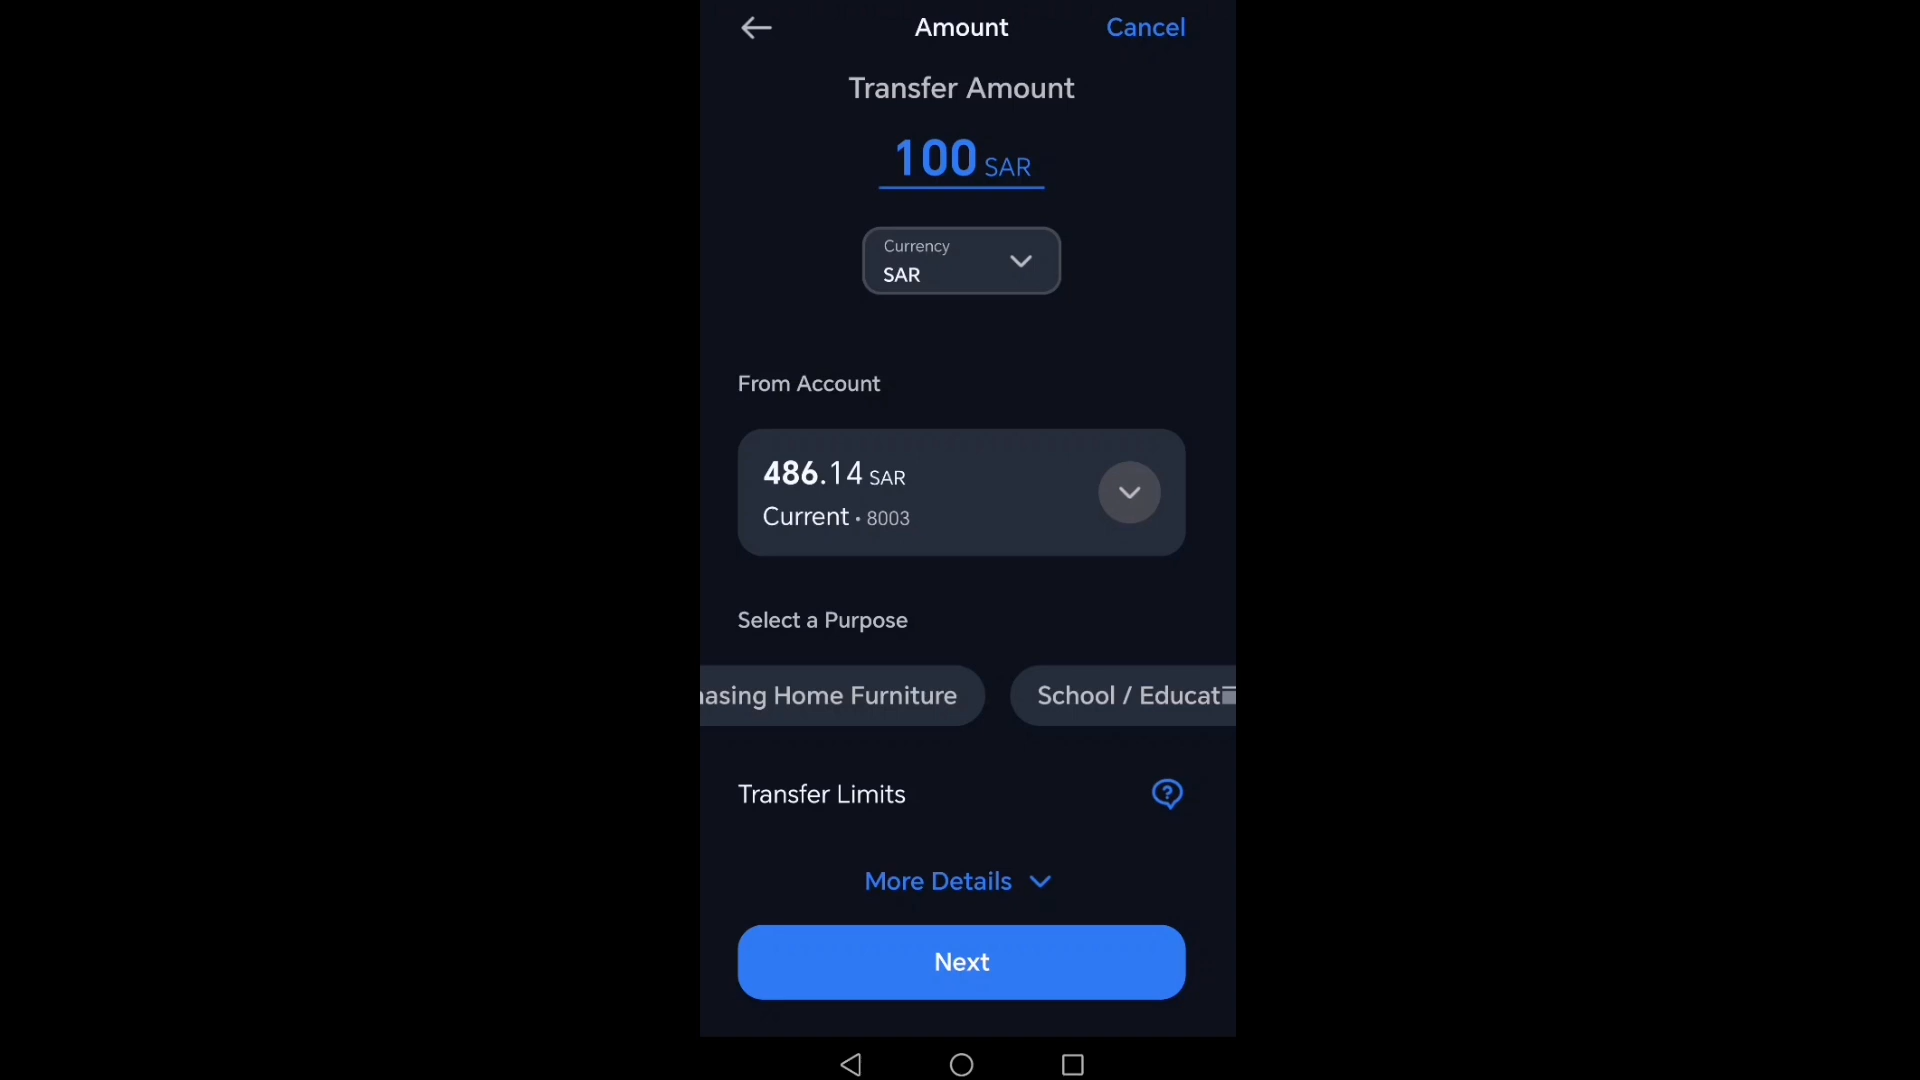 Amount
Cancel
Transfer Amount
100 SAR
Currency
SAR
From Account
486.14 SAR
Current • 8003
Select a Purpose
hasing Home Furniture
School / Educat
Transfer Limits
More Details
Next